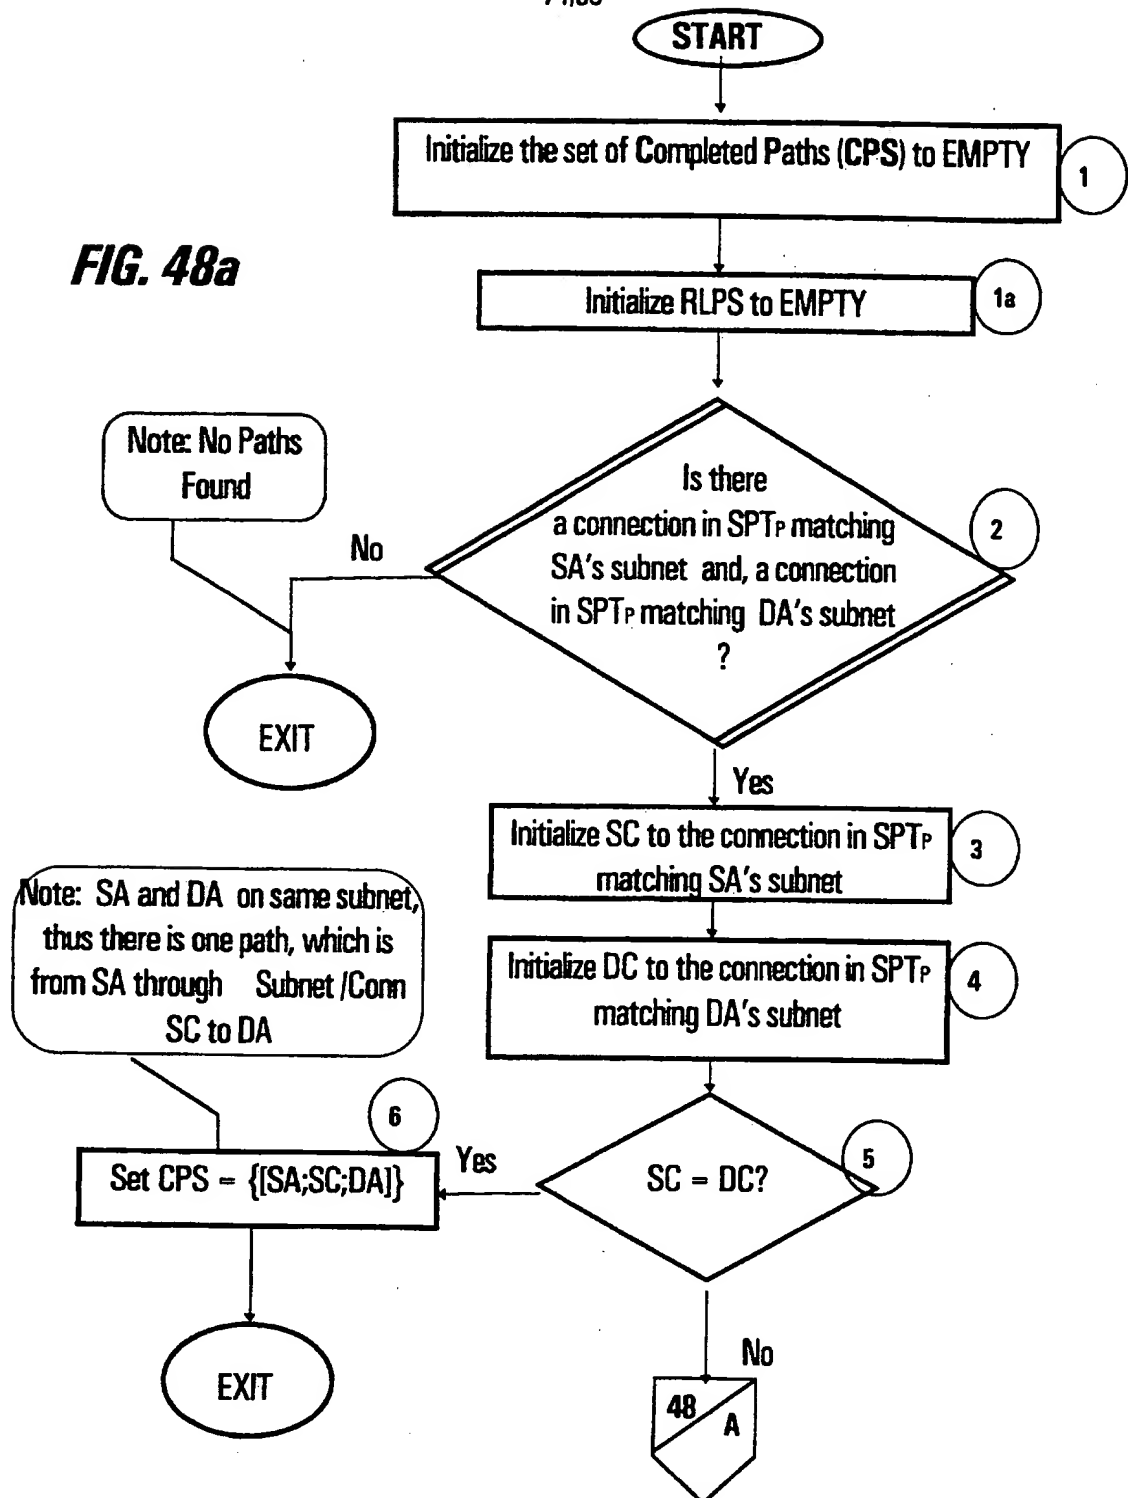 START
Initialize the set of Completed Paths (CPS) to EMPTY
1
FIG. 48a
Initialize RLPS to EMPTY
1a
Note: No Paths
Found
Is there
a connection in SPTP matching
SA's subnet and, a connection
in SPTP matching DA's subnet
?
2
No
EXIT
Yes
Initialize SC to the connection in SPTP
matching SA's subnet
3
Note: SA and DA on same subnet,
thus there is one path, which is
from SA through Subnet /Conn
SC to DA
Initialize DC to the connection in SPTP
matching DA's subnet
4
6
Set CPS = {[SA;SC;DA]}
Yes
SC = DC?
5
EXIT
No
48
A